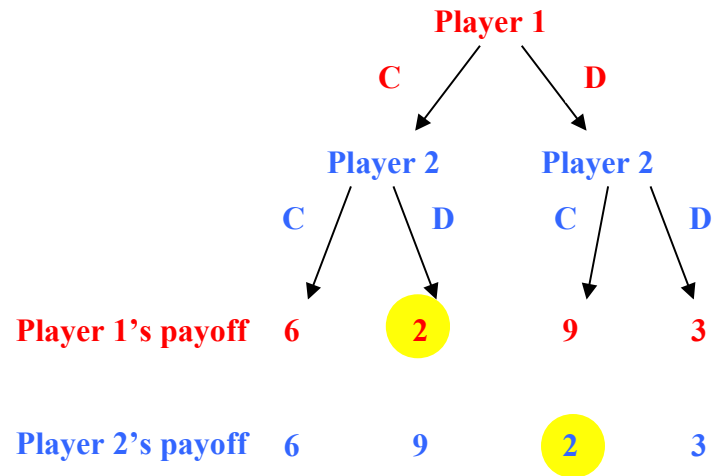 Player 1
C D
Player 2 Player 2
C D C D
Player 1's payoff 6 2 9 3
Player 2's payoff 6 9 2 3